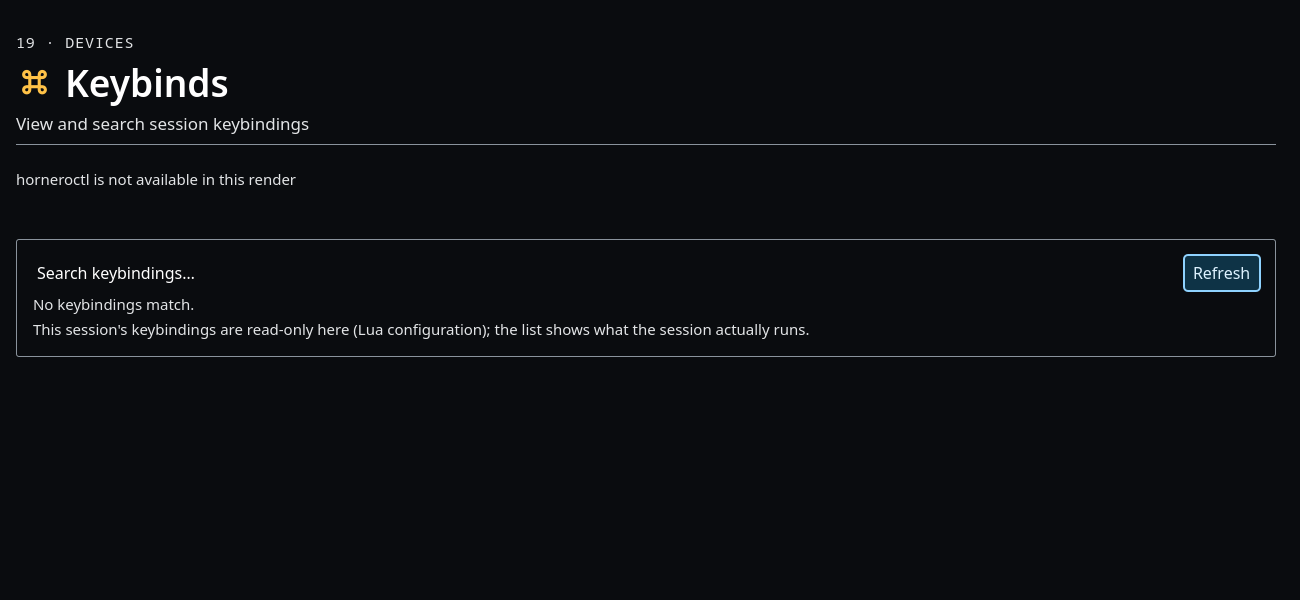 19 · DEVICES
⌘ Keybinds
View and search session keybindings
horneroctl is not available in this render
Search keybindings...
Refresh
No keybindings match.
This session's keybindings are read-only here (Lua configuration); the list shows what the session actually runs.